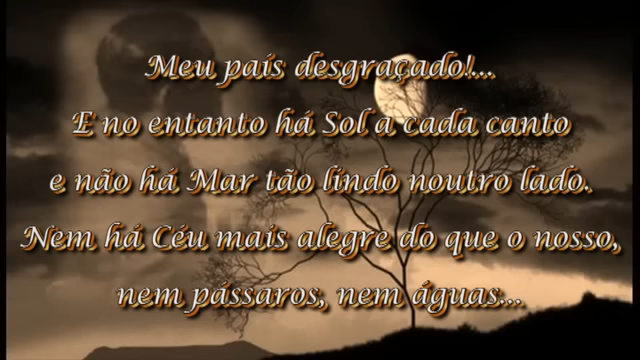 Meu país desgraçado!...
E no entanto há Sol a cada canto
e não há Mar tão lindo noutro lado.
Nem há Céu mais alegre do que o nosso,
nem pássaros, nem águas...